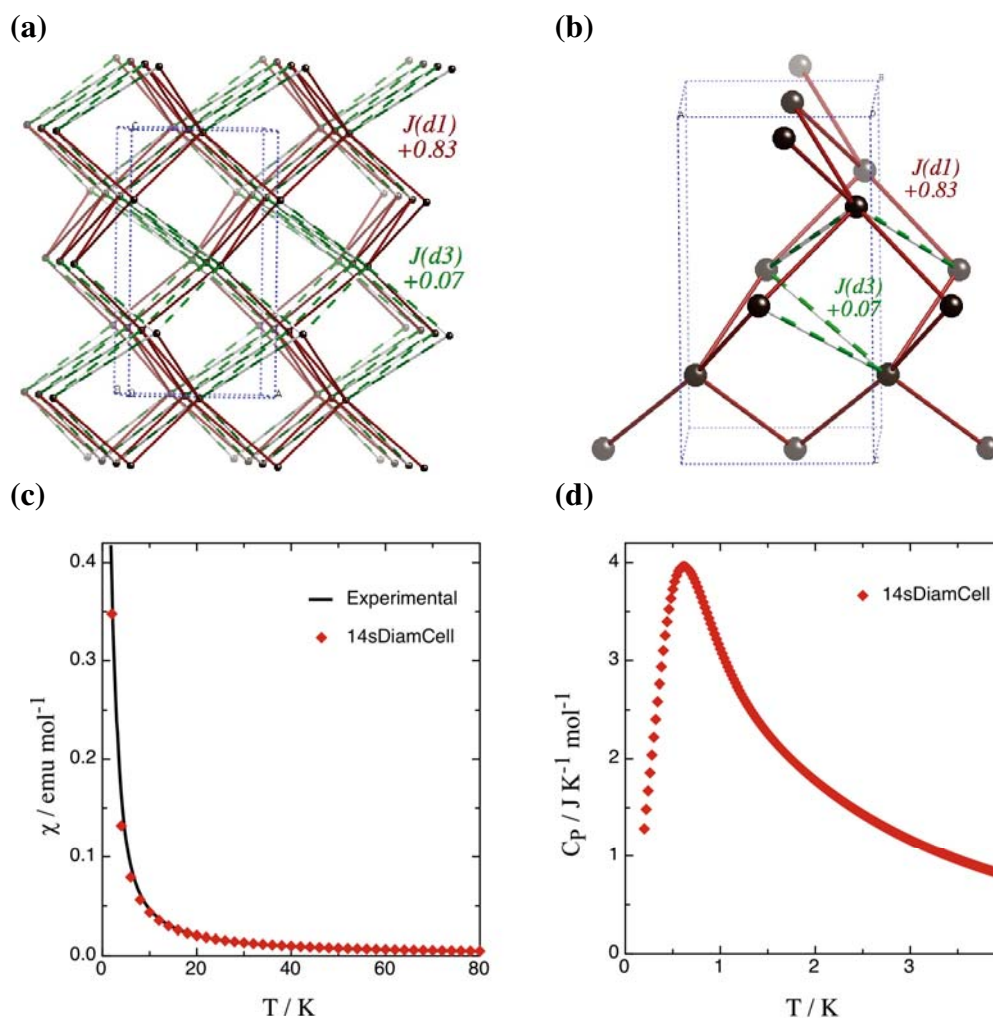 (a)
J(d1)
+0.83
J(d3)
+0.07
(b)
J(d1)
+0.83
J(d3)
+0.07
(c)
χ / emu mol⁻¹
0.4
0.3
0.2
0.1
0.0
0 20 40 60 80
T / K
Experimental
14sDiamCell
(d)
Cₚ / J K⁻¹ mol⁻¹
4
3
2
1
0
0 1 2 3
T / K
14sDiamCell